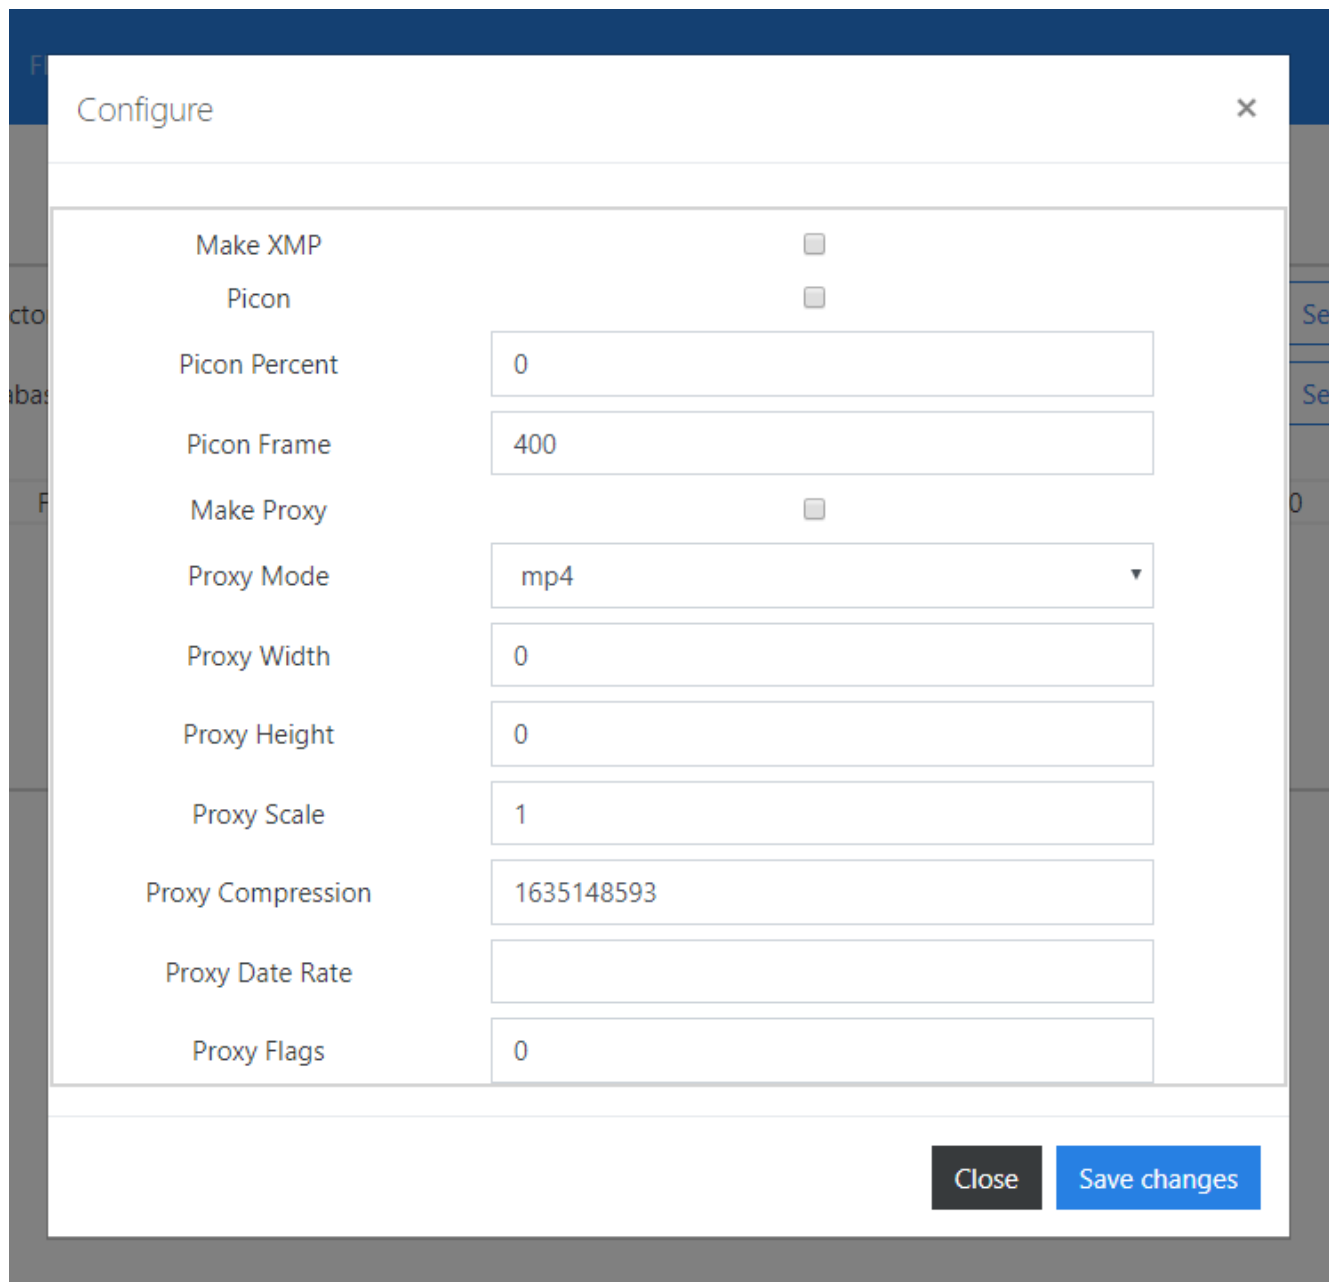 Configure ×
Make XMP
Picon
Picon Percent 0
Picon Frame 400
Make Proxy
Proxy Mode mp4
Proxy Width 0
Proxy Height 0
Proxy Scale 1
Proxy Compression 1635148593
Proxy Date Rate
Proxy Flags 0
Close Save changes